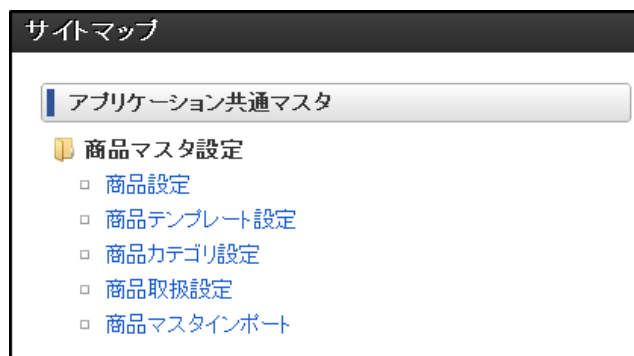 サイトマップ
アプリケーション共通マスタ
商品マスタ設定
商品設定
商品テンプレート設定
商品カテゴリ設定
商品取扱設定
商品マスタインポート